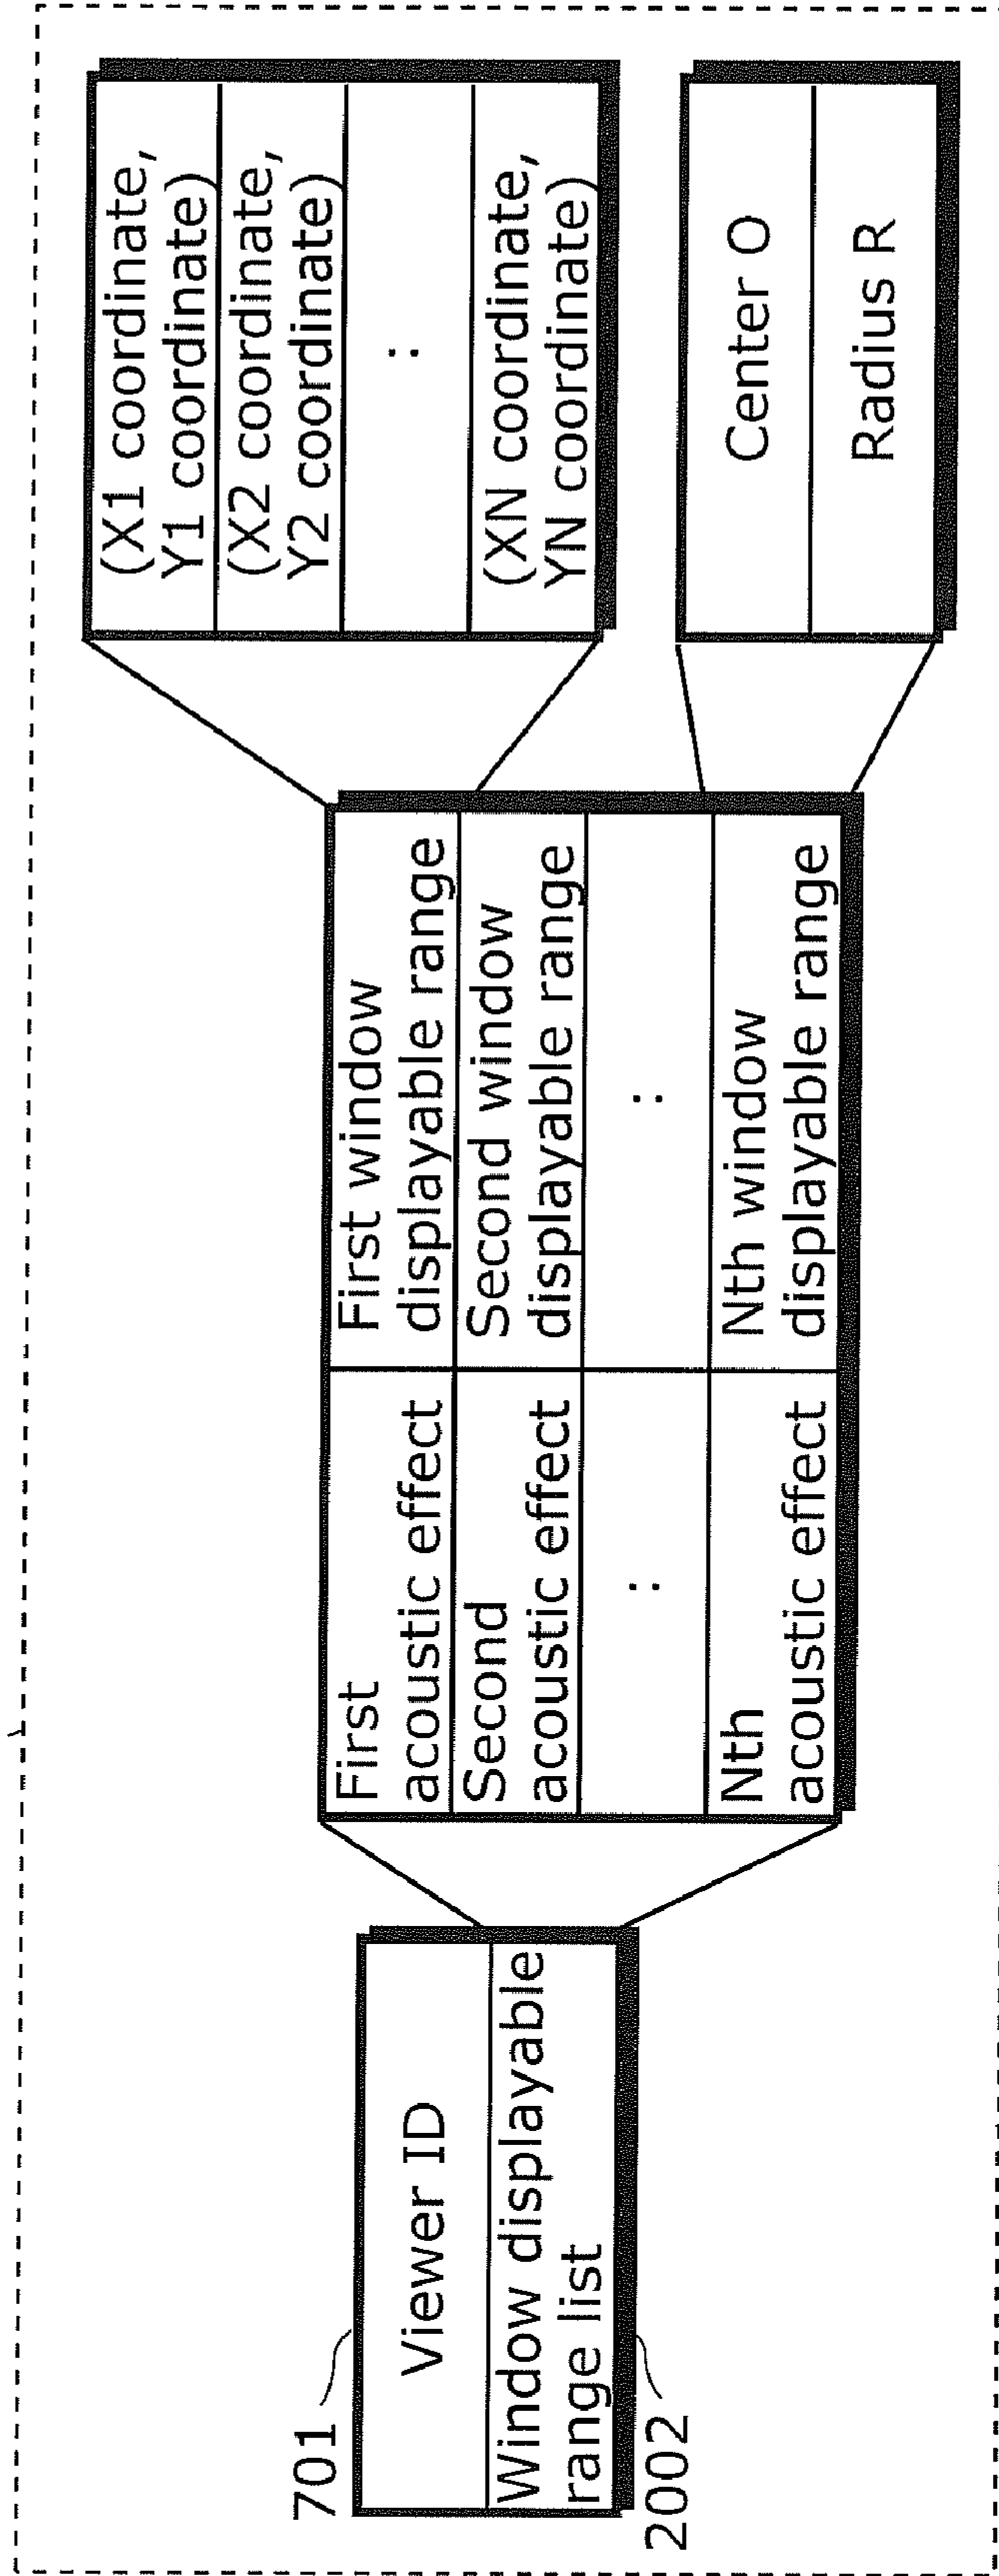 701
Viewer ID
Window displayable
range list
2002
First
acoustic effect
First window
displayable range
Second
acoustic effect
Second window
displayable range
:
:
Nth
acoustic effect
Nth window
displayable range
(X1 coordinate,
Y1 coordinate)
(X2 coordinate,
Y2 coordinate)
:
(XN coordinate,
YN coordinate)
Center O
Radius R